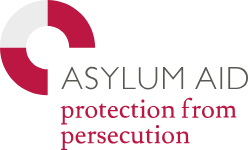 ASYLUM AID
protection from
persecution